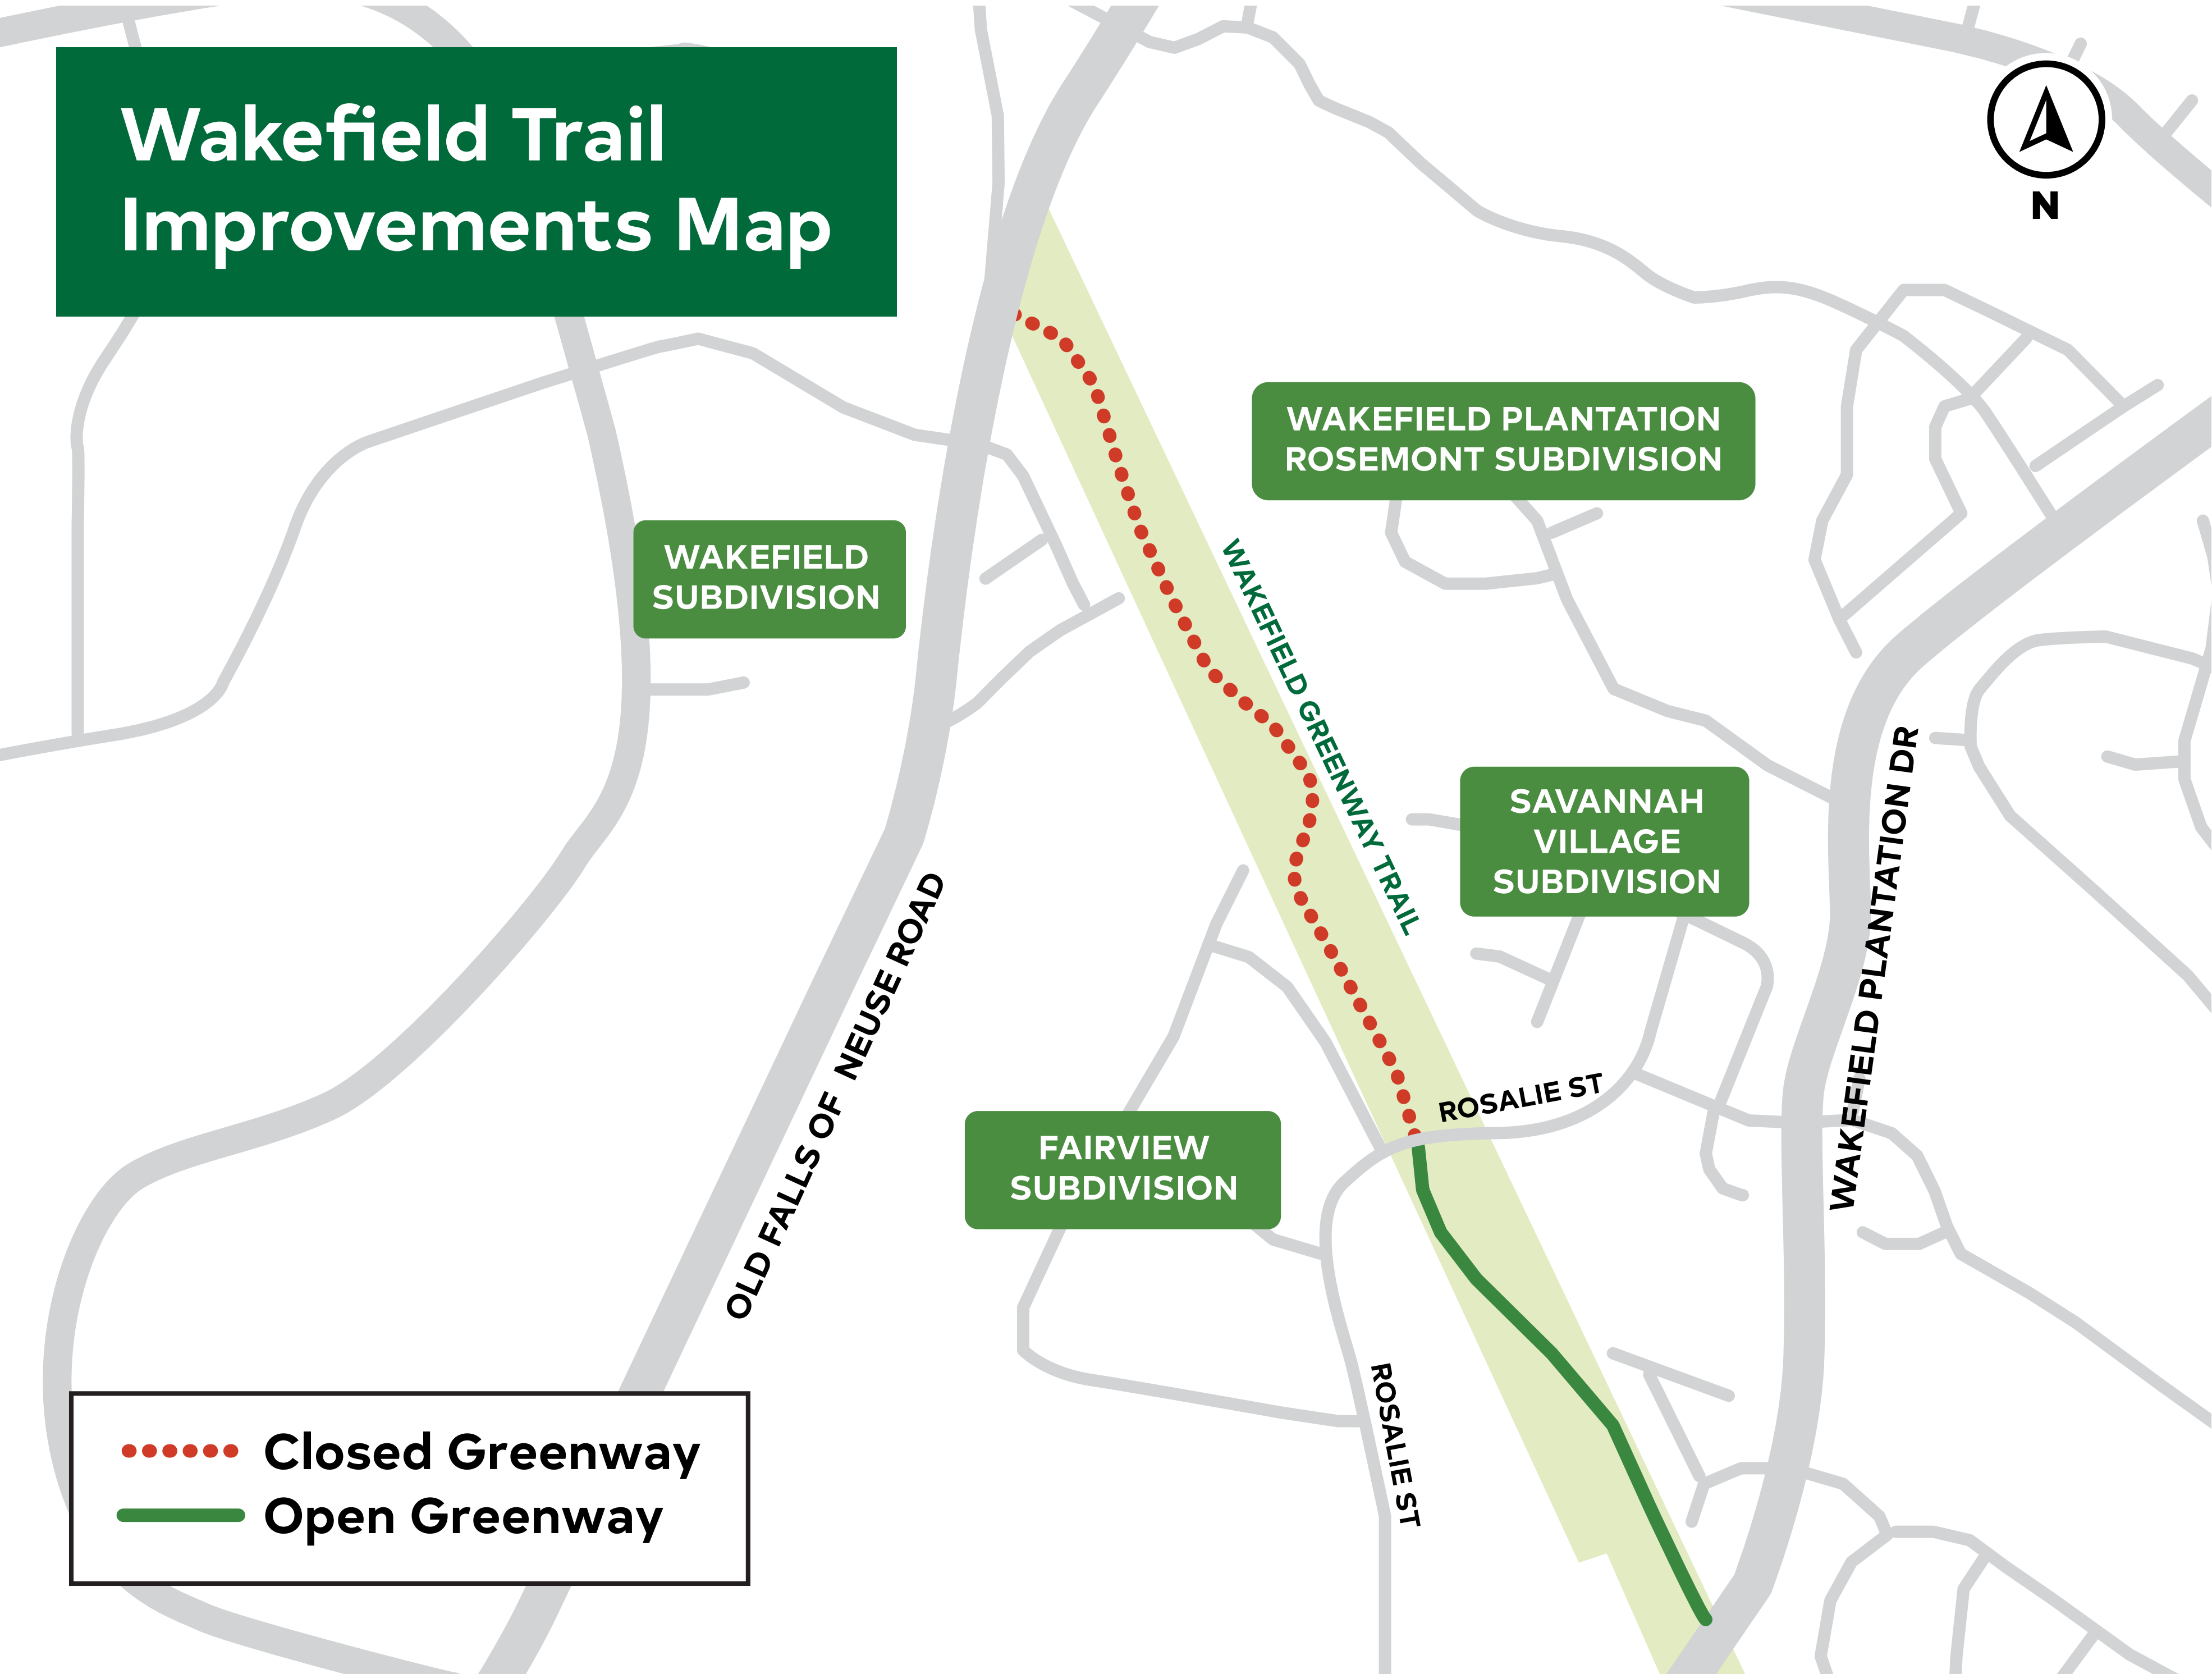 Wakefield Trail
Improvements Map
N
WAKEFIELD PLANTATION
ROSEMONT SUBDIVISION
WAKEFIELD
SUBDIVISION
WAKEFIELD GREENWAY TRAIL
SAVANNAH
VILLAGE
SUBDIVISION
WAKEFIELD PLANTATION DR
OLD FALLS OF NEUSE ROAD
ROSALIE ST
FAIRVIEW
SUBDIVISION
ROSALIE ST
Closed Greenway
Open Greenway